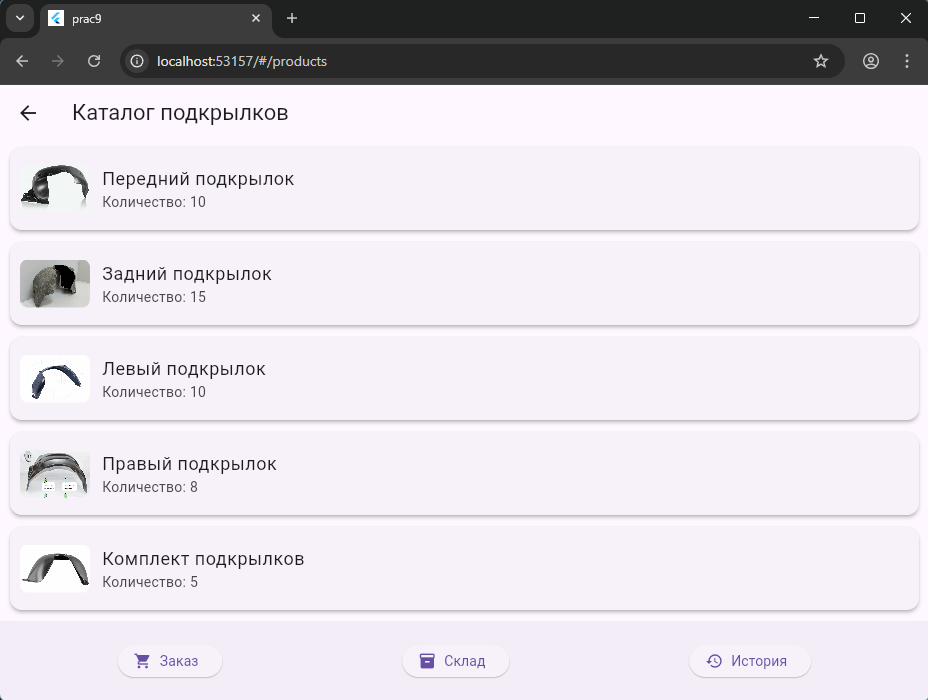 prac9
localhost:53157/#/products
Каталог подкрылков
Передний подкрылок
Количество: 10
Задний подкрылок
Количество: 15
Левый подкрылок
Количество: 10
Правый подкрылок
Количество: 8
Комплект подкрылков
Количество: 5
Заказ
Склад
История